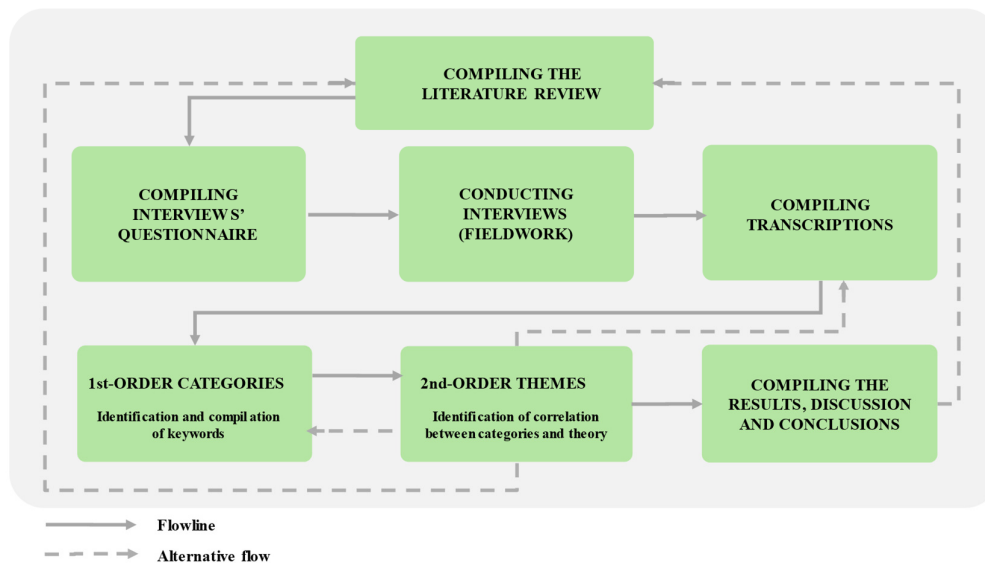 COMPILING THE
LITERATURE REVIEW
COMPILING
INTERVIEWS'
QUESTIONNAIRE
CONDUCTING
INTERVIEWS
(FIELDWORK)
COMPILING
TRANSCRIPTIONS
1st-ORDER CATEGORIES
Identification and compilation
of keywords
2nd-ORDER THEMES
Identification of correlation
between categories and theory
COMPILING THE
RESULTS, DISCUSSION
AND CONCLUSIONS
Flowline
Alternative flow